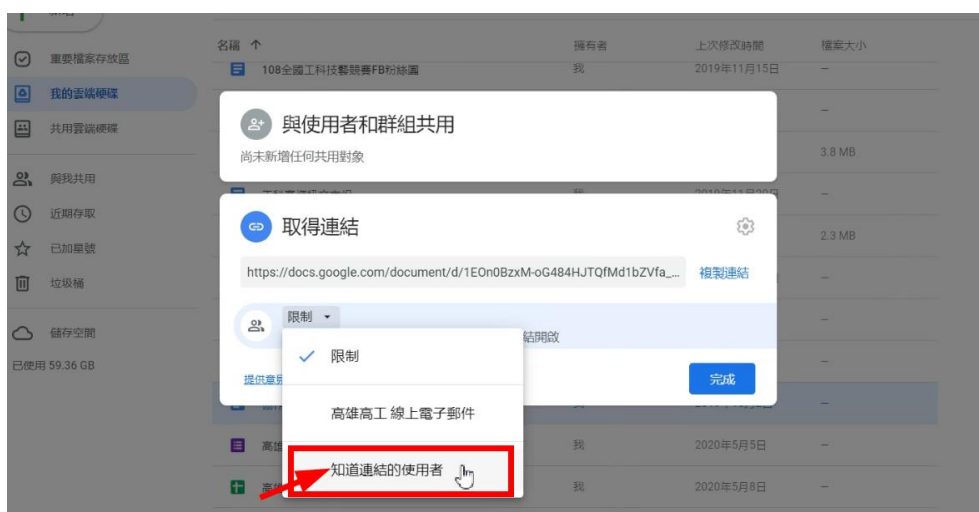 名稱 ↑ 擁有者 上次修改時間 檔案大小
重要檔案存放區
108全國工科技藝競賽FB粉絲團 我 2019年11月15日 –
我的雲端硬碟
共用雲端硬碟
與使用者和群組共用
尚未新增任何共用對象
3.8 MB
與我共用
近期存取
取得連結
2.3 MB
已加星號
https://docs.google.com/document/d/1EOn0BzxM-oG484HJTQfMd1bZVfa_... 複製連結
垃圾桶
限制
結開啟
儲存空間
限制
已使用 59.36 GB
完成
高雄高工 線上電子郵件
我 2020年5月5日 –
知道連結的使用者
我 2020年5月8日 –